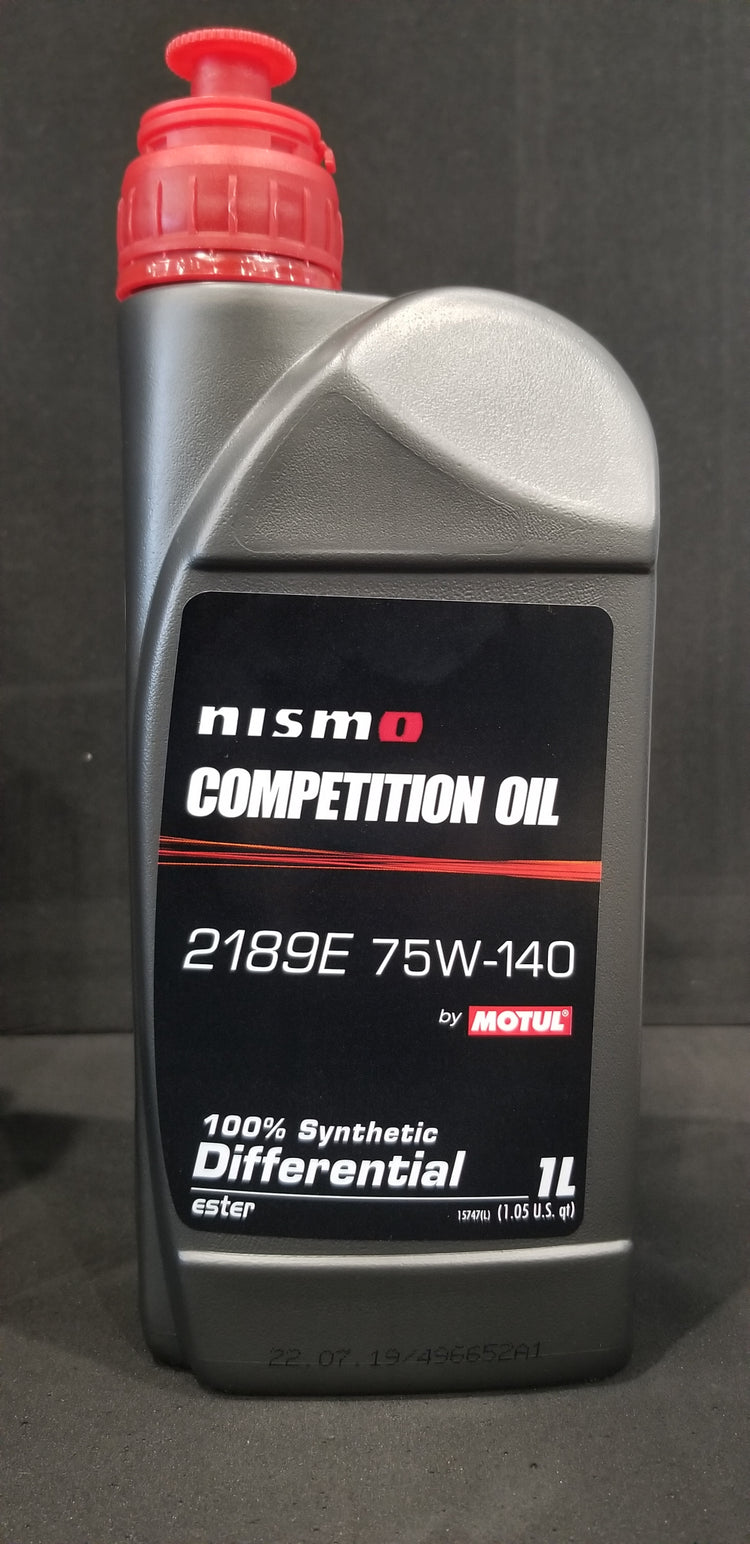 nismo
COMPETITION OIL
2189E 75W-140
by MOTUL®
100% Synthetic
Differential 1L
ester 15747(L) (1.05 U.S. qt)
22.07.19/496652A1